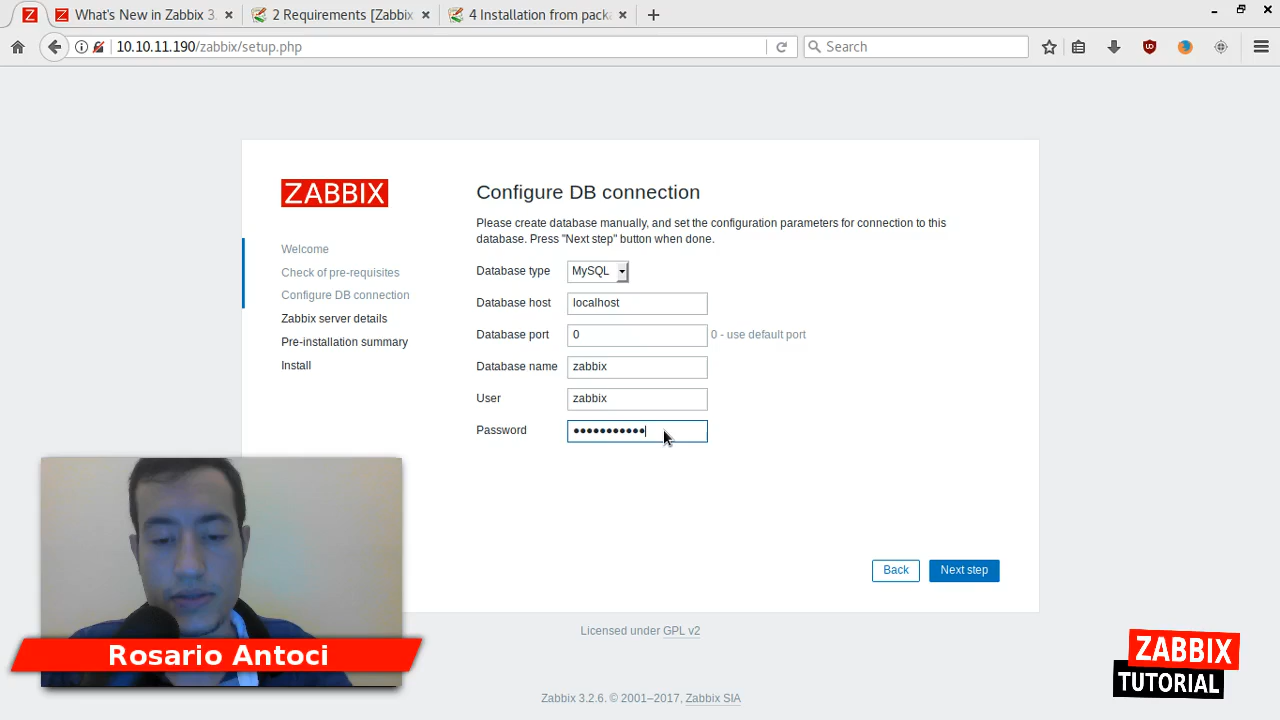 What's New in Zabbix 3.
2 Requirements [Zabbix
4 Installation from pack
10.10.11.190/zabbix/setup.php
Search
ZABBIX
Configure DB connection
Please create database manually, and set the configuration parameters for connection to this
database. Press "Next step" button when done.
Welcome
Check of pre-requisites
Configure DB connection
Zabbix server details
Pre-installation summary
Install
Database type MySQL
Database host localhost
Database port 0 0 - use default port
Database name zabbix
User zabbix
Password
Back Next step
Licensed under GPL v2
Rosario Antoci
ZABBIX
TUTORIAL
Zabbix 3.2.6. © 2001–2017, Zabbix SIA